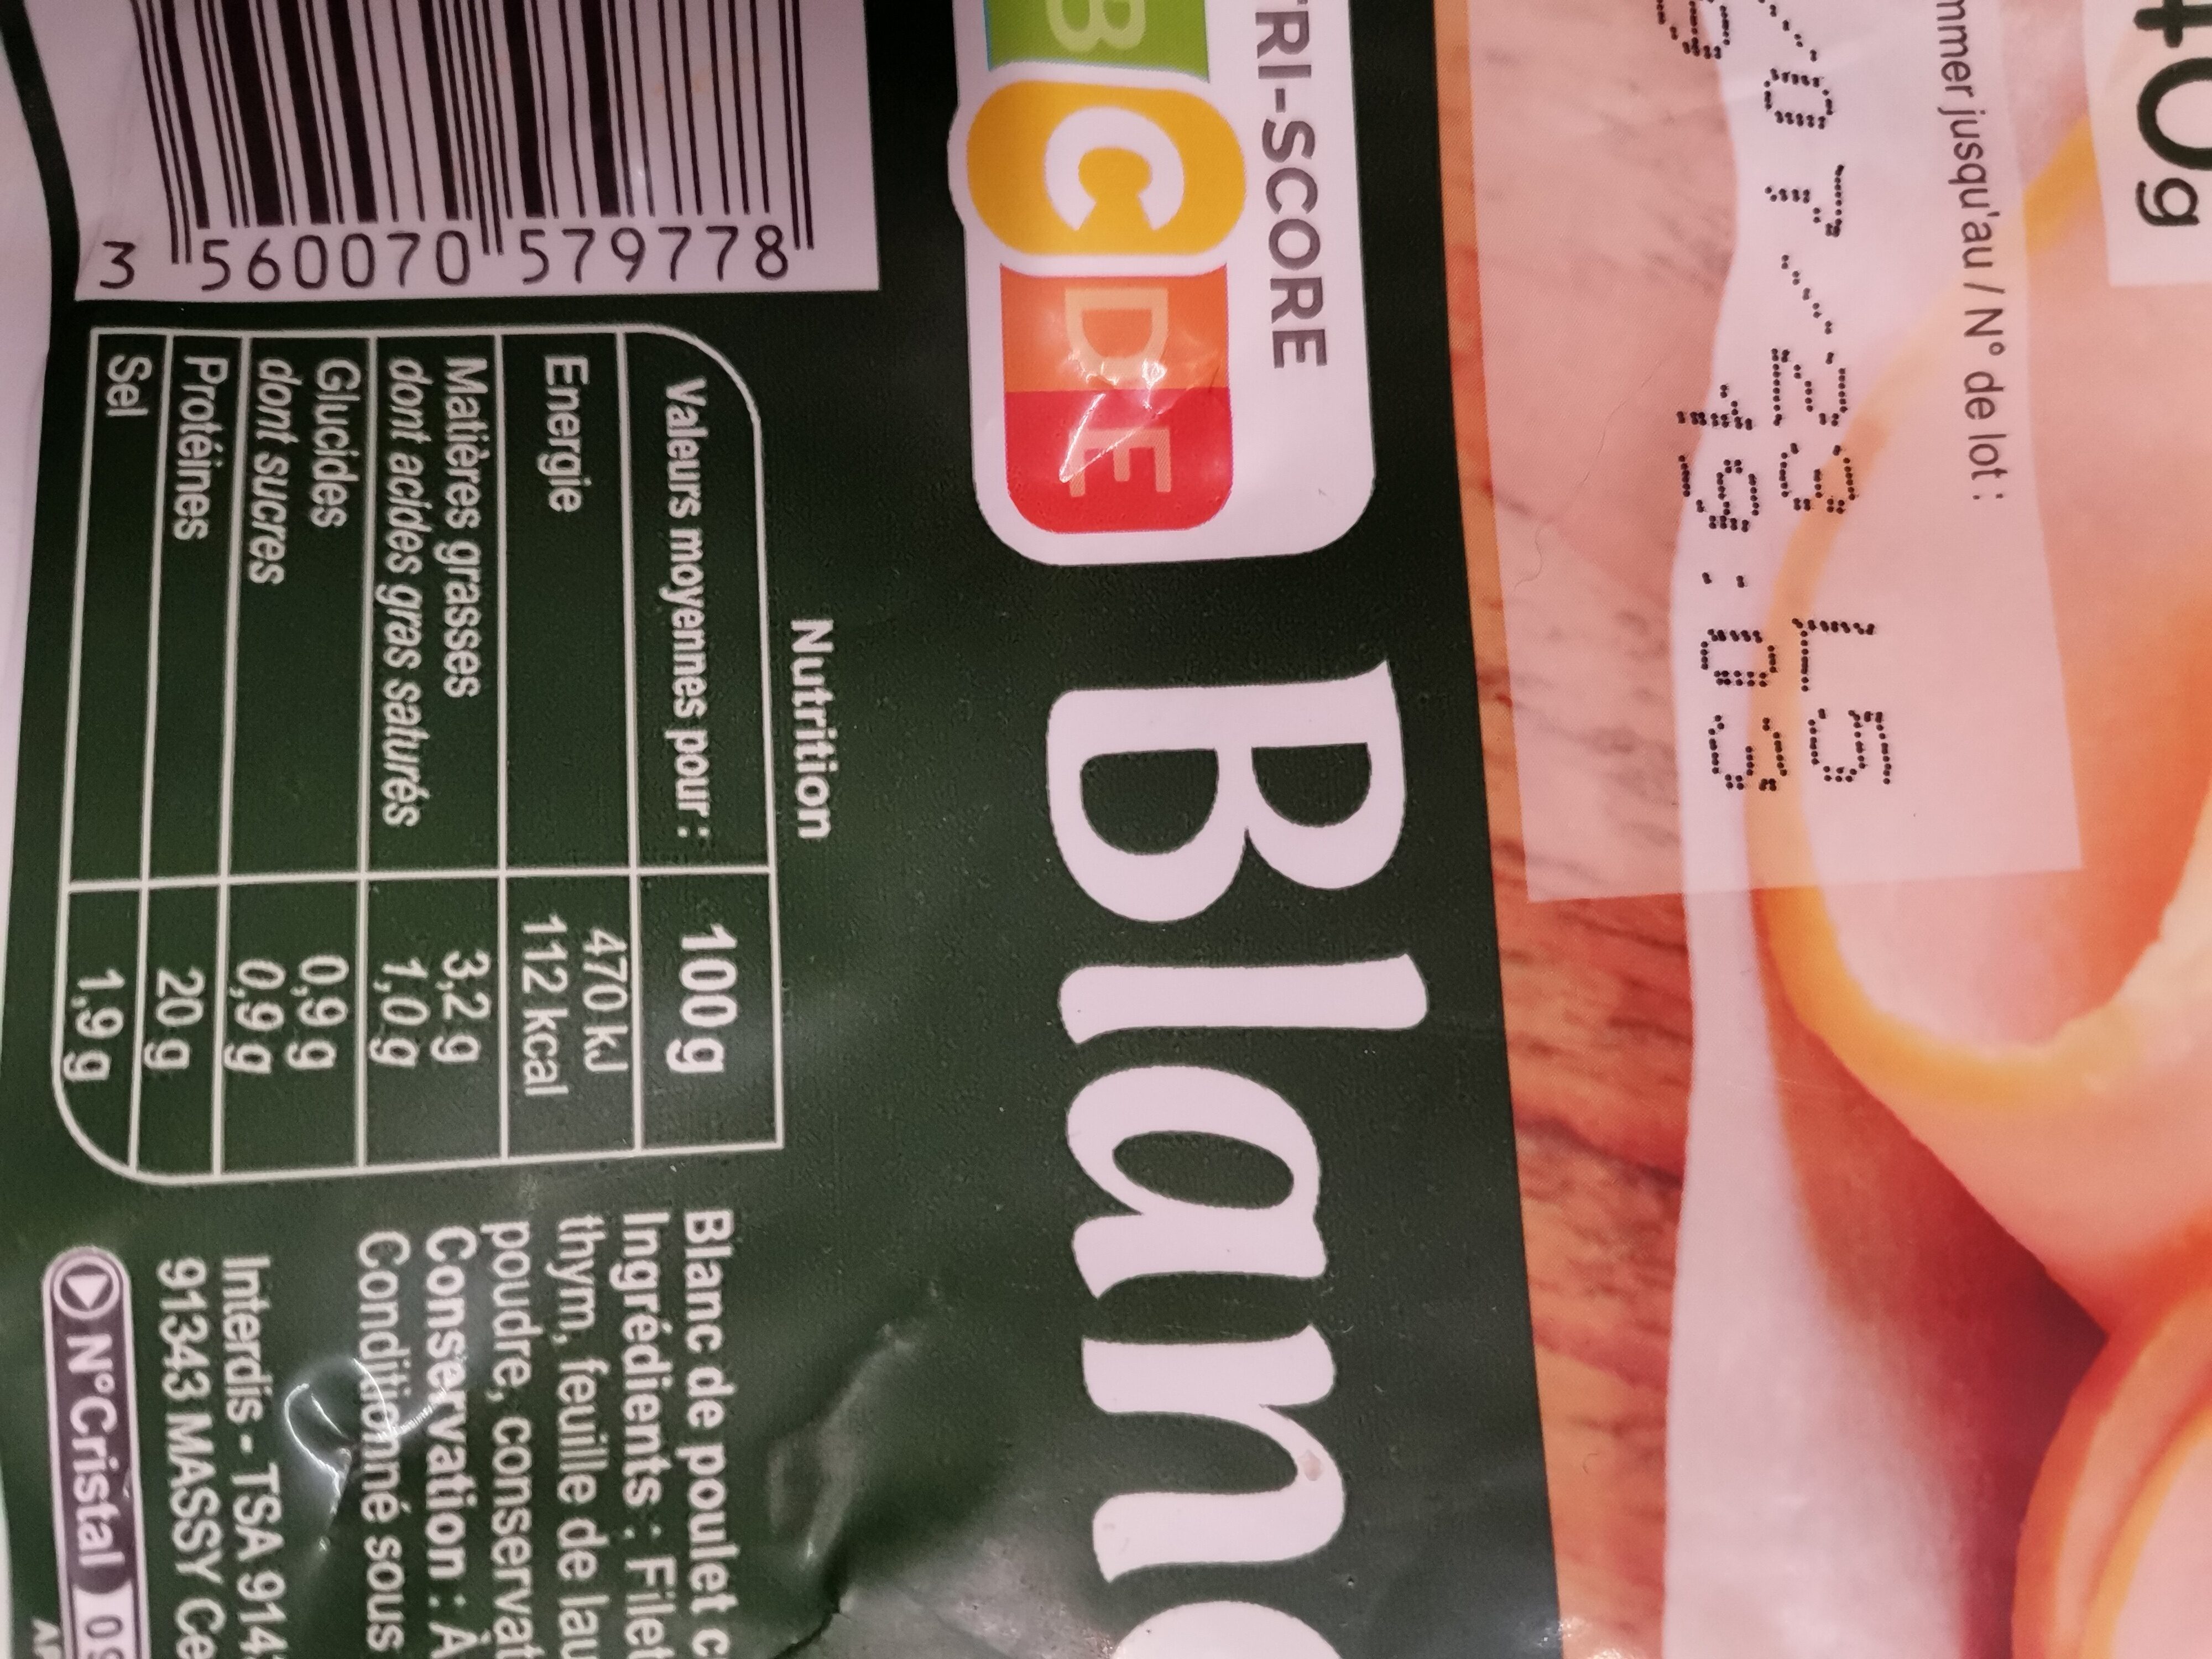 40g
mmer jusqu'au / N° de lot :
/07/23 L5
19:03
TRI-SCORE
B C D E
Blanc
3 560070 579778
Nutrition
Valeurs moyennes pour : 100 g
Energie 470 kJ
112 kcal
Matières grasses 3,2 g
dont acides gras saturés 1,0 g
Glucides 0,9 g
dont sucres 0,9 g
Protéines 20 g
Sel 1,9 g
Blanc de poulet c
Ingrédients : Filet
thym, feuille de lau
poudre, conservat
Conservation : À
Conditionné sous
Interdis - TSA 914
91343 MASSY Ce
N°Cristal 09